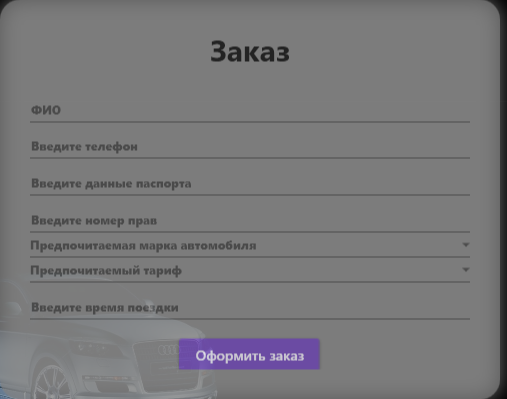 Заказ
ФИО
Введите телефон
Введите данные паспорта
Введите номер прав
Предпочитаемая марка автомобиля
Предпочитаемый тариф
Введите время поездки
Оформить заказ